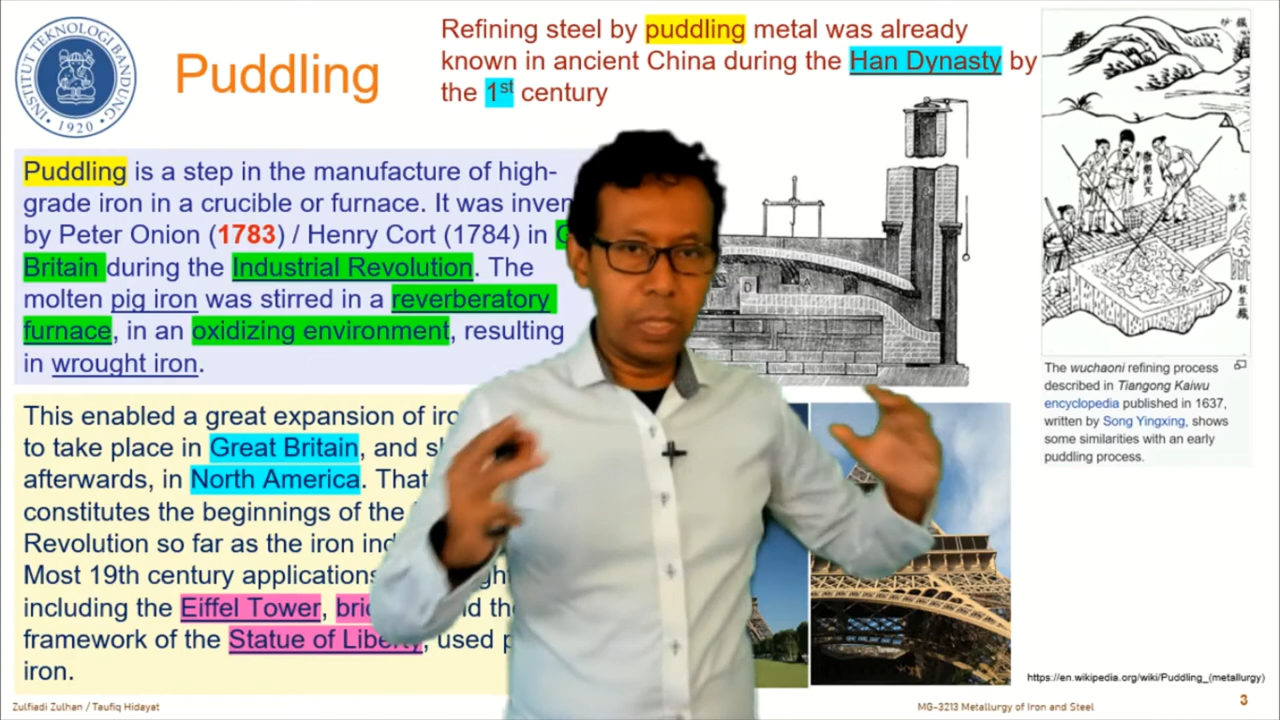 INSTITUT TEKNOLOGI BANDUNG
1920
Puddling
Refining steel by puddling metal was already
known in ancient China during the Han Dynasty by
the 1st century
Puddling is a step in the manufacture of high-
grade iron in a crucible or furnace. It was
by Peter Onion (1783) / Henry Cort (1784) in
Britain during the Industrial Revolution. The
molten pig iron was stirred in a reverberatory
furnace, in an oxidizing environment, resulting
in wrought iron.
This enabled a great expansion of
to take place in Great Britain, and
afterwards, in North America. That
constitutes the beginnings of the
Revolution so far as the iron
Most 19th century applications
including the Eiffel Tower,
framework of the Statue of Liberty, used
iron.
D
A
The wuchaoni refining process
described in Tiangong Kaiwu
encyclopedia published in 1637,
written by Song Yingxing, shows
some similarities with an early
puddling process.
https://en.wikipedia.org/wiki/Puddling_(metallurgy)
Zulfiadi Zulhan / Taufiq Hidayat
MG-3213 Metallurgy of Iron and Steel
3